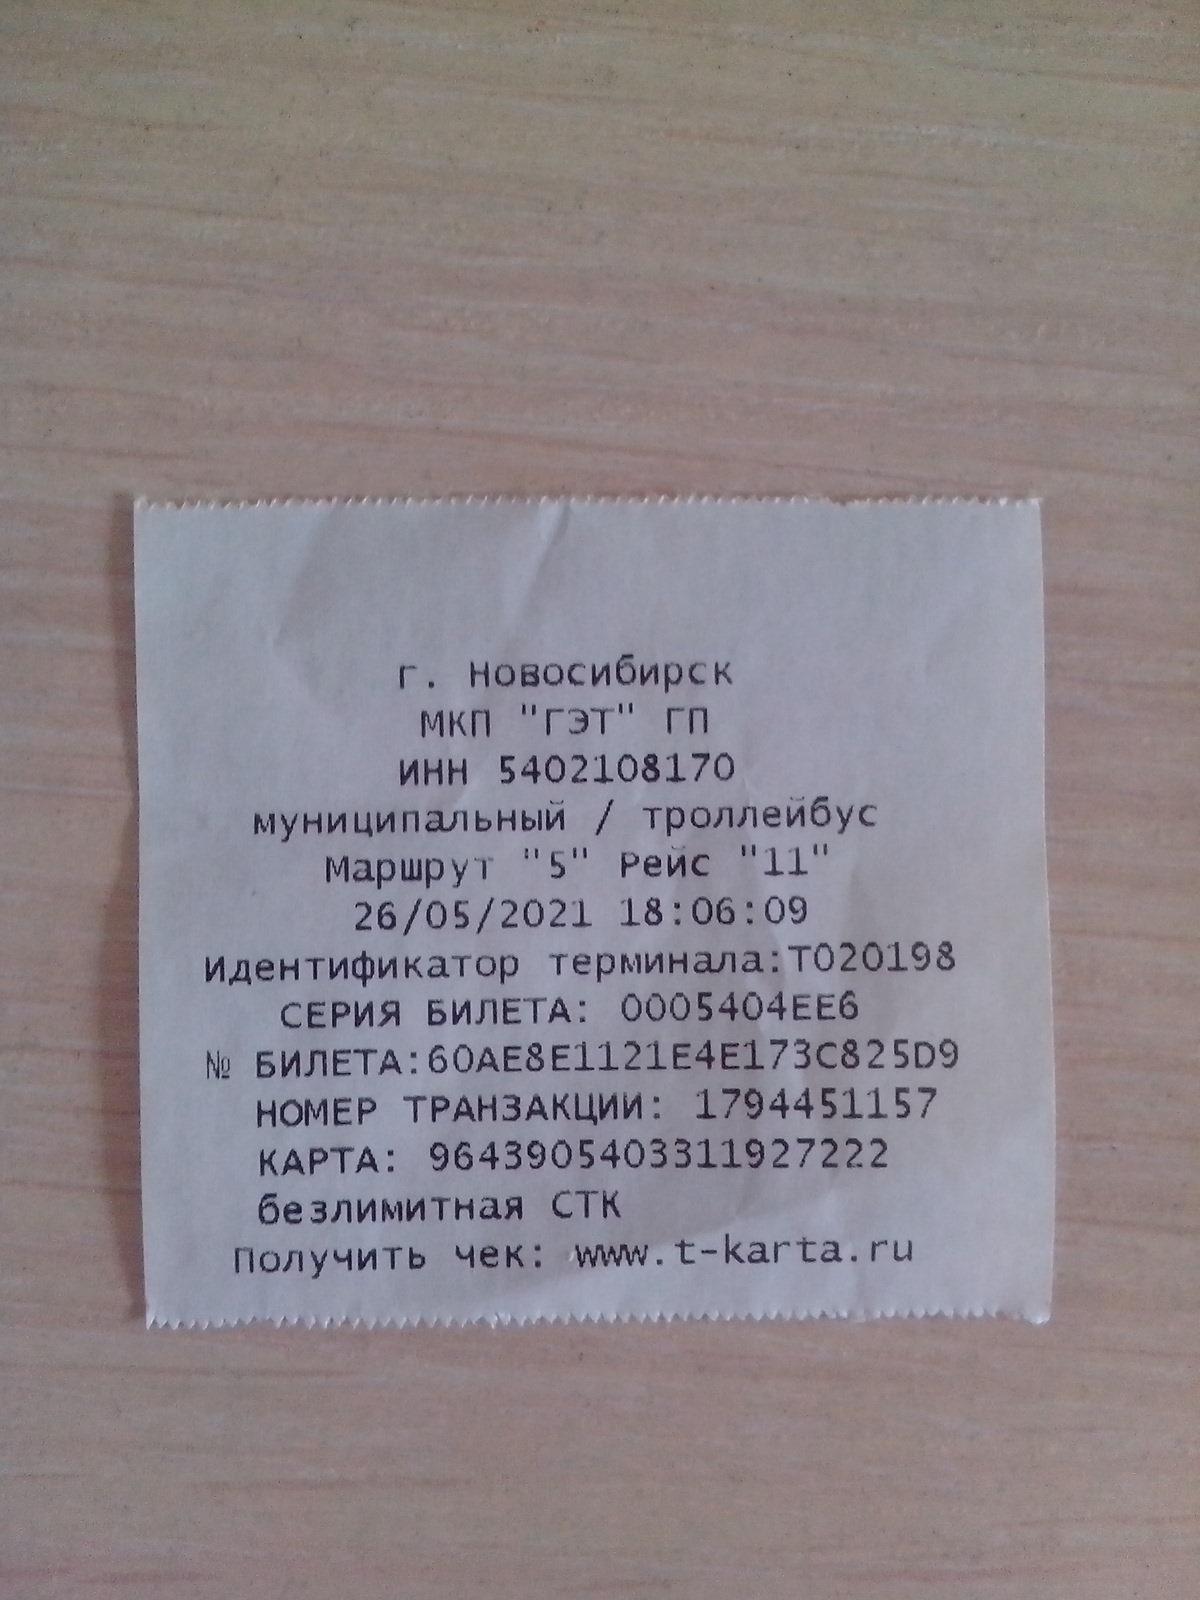 г. Новосибирск
МКП "ГЭТ" ГП
ИНН 5402108170
муниципальный / троллейбус
Маршрут "5" Рейс "11"
26/05/2021 18:06:09
Идентификатор терминала:T020198
СЕРИЯ БИЛЕТА: 0005404EE6
№ БИЛЕТА:60AE8E1121E4E173C825D9
НОМЕР ТРАНЗАКЦИИ: 1794451157
КАРТА: 9643905403311927222
безлимитная СТК
Получить чек: www.t-karta.ru